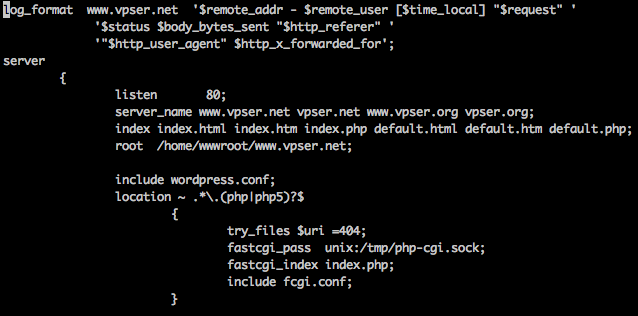 log_format  www.vpser.net  '$remote_addr - $remote_user [$time_local] "$request" '
             '$status $body_bytes_sent "$http_referer" '
             '"$http_user_agent" $http_x_forwarded_for';
server
        {
                listen       80;
                server_name www.vpser.net vpser.net www.vpser.org vpser.org;
                index index.html index.htm index.php default.html default.htm default.php;
                root  /home/wwwroot/www.vpser.net;

                include wordpress.conf;
                location ~ .*\.(php|php5)?$
                        {
                                try_files $uri =404;
                                fastcgi_pass  unix:/tmp/php-cgi.sock;
                                fastcgi_index index.php;
                                include fcgi.conf;
                        }